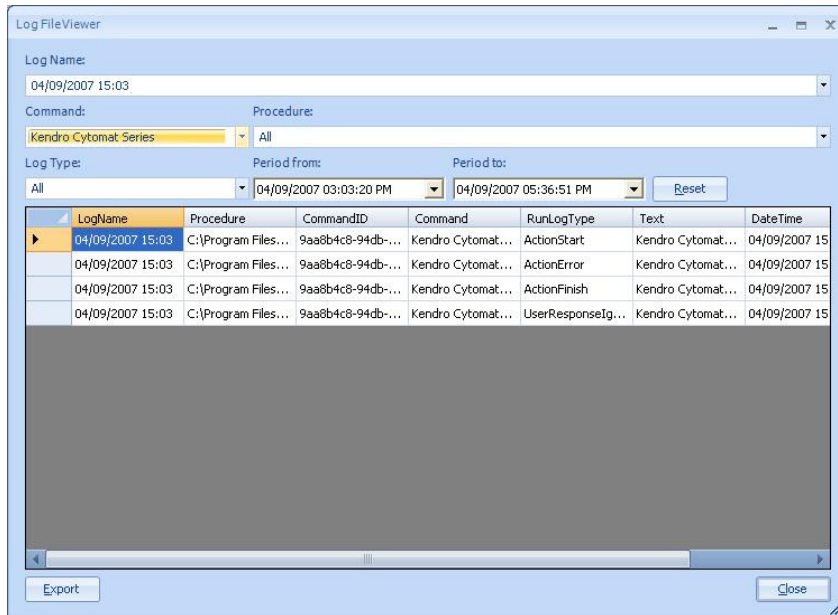 Log FileViewer
Log Name:
04/09/2007 15:03
Command: Procedure:
Kendro Cytomat Series All
Log Type: Period from: Period to:
All 04/09/2007 03:03:20 PM 04/09/2007 05:36:51 PM Reset
LogName Procedure CommandID Command RunLogType Text DateTime
04/09/2007 15:03 C:\Program Files... 9aa8b4c8-94db-... Kendro Cytomat... ActionStart Kendro Cytomat... 04/09/2007 15
04/09/2007 15:03 C:\Program Files... 9aa8b4c8-94db-... Kendro Cytomat... ActionError Kendro Cytomat... 04/09/2007 15
04/09/2007 15:03 C:\Program Files... 9aa8b4c8-94db-... Kendro Cytomat... ActionFinish Kendro Cytomat... 04/09/2007 15
04/09/2007 15:03 C:\Program Files... 9aa8b4c8-94db-... Kendro Cytomat... UserResponseIg... Kendro Cytomat... 04/09/2007 15
Export Close